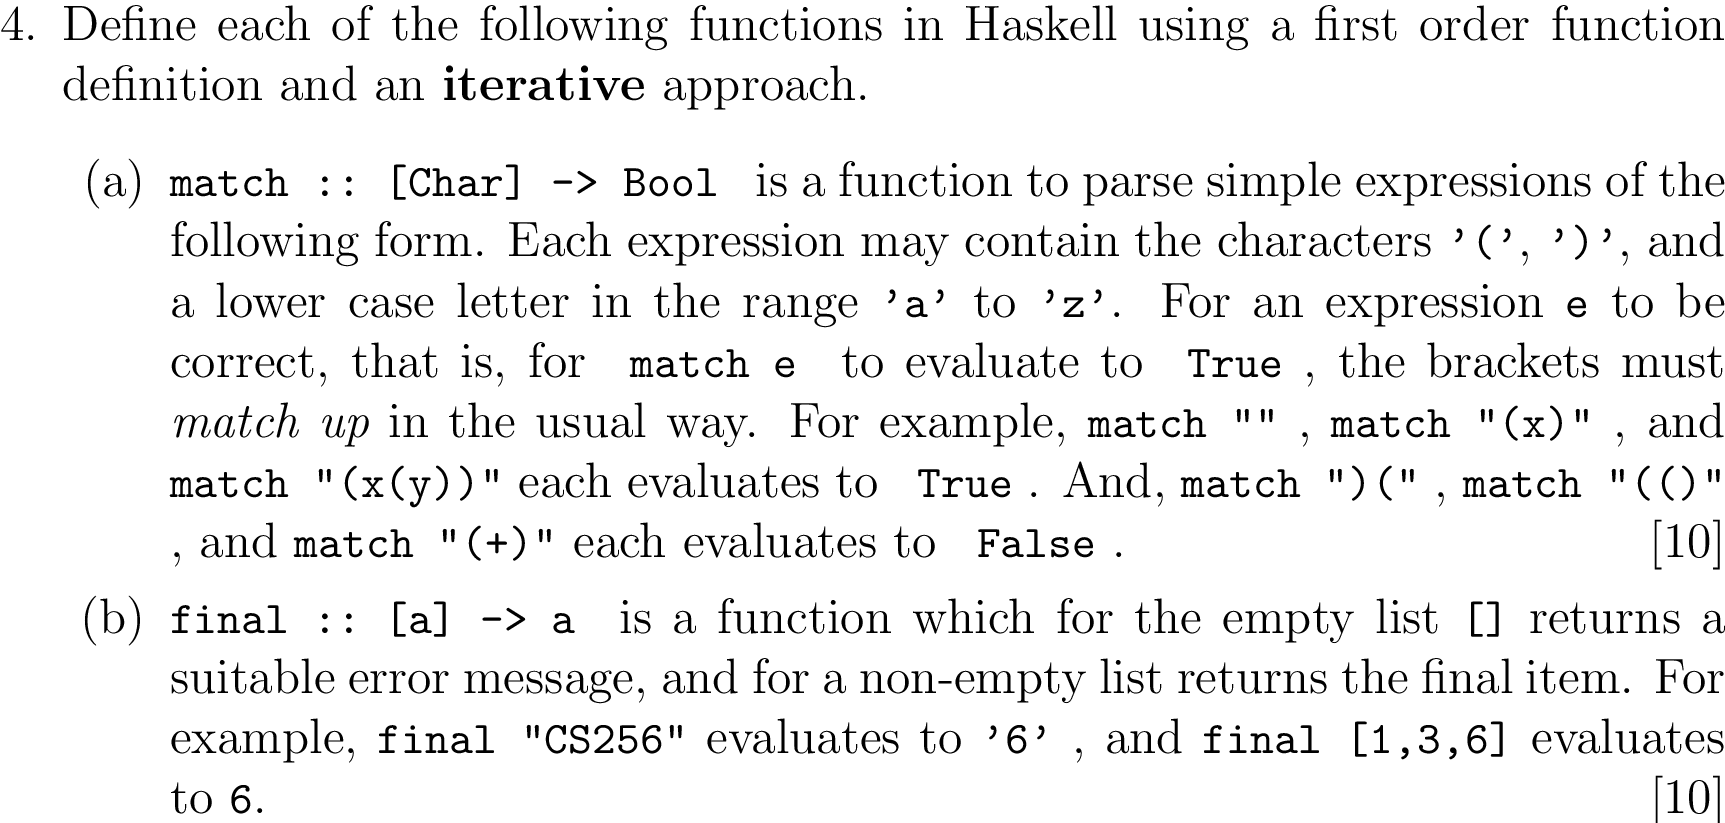 4. Define each of the following functions in Haskell using a first order function
definition and an iterative approach.
(a) match :: [Char] -> Bool is a function to parse simple expressions of the
following form. Each expression may contain the characters ’(’, ’)’, and
a lower case letter in the range ’a’ to ’z’. For an expression e to be
correct, that is, for match e to evaluate to True , the brackets must
match up in the usual way. For example, match "" , match "(x)" , and
match "(x(y))" each evaluates to True . And, match ")(" , match "(()"
, and match "(+)" each evaluates to False . [10]
(b) final :: [a] -> a is a function which for the empty list [] returns a
suitable error message, and for a non-empty list returns the final item. For
example, final "CS256" evaluates to ’6’ , and final [1,3,6] evaluates
to 6. [10]